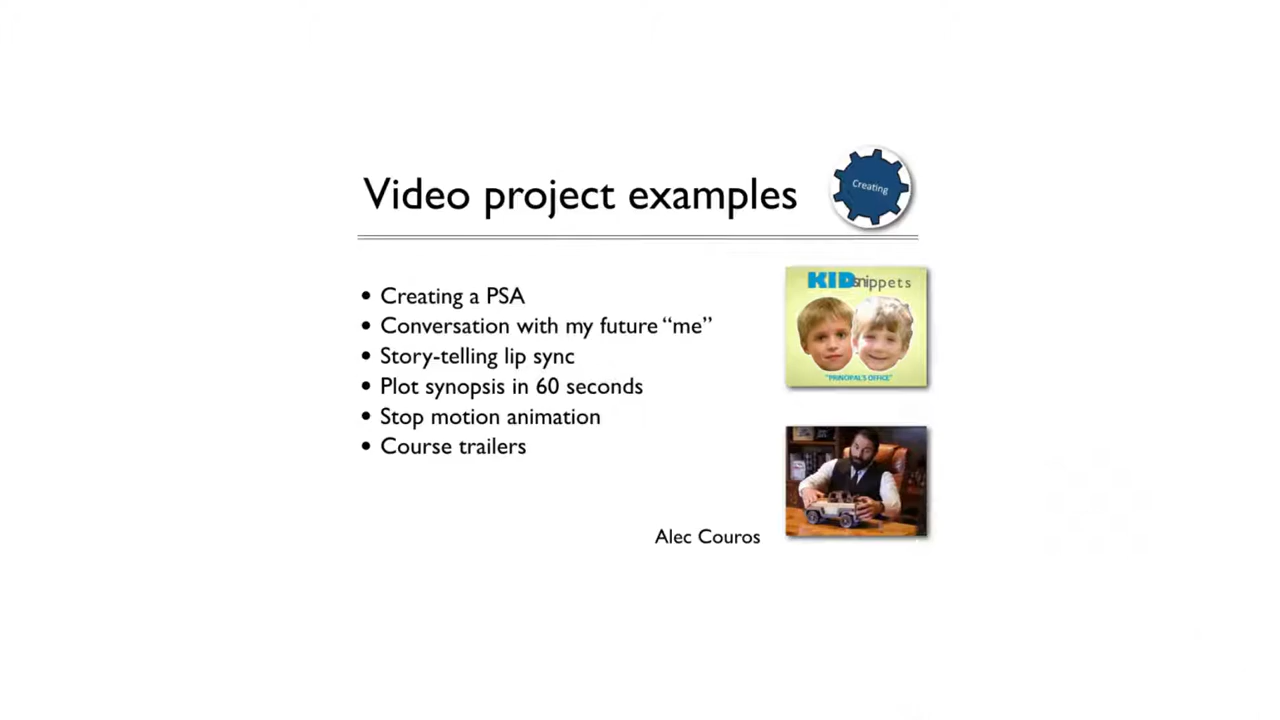 Video project examples
Creating
• Creating a PSA
• Conversation with my future “me”
• Story-telling lip sync
• Plot synopsis in 60 seconds
• Stop motion animation
• Course trailers
KIDsnippets
"PRINCIPAL'S OFFICE"
Alec Couros